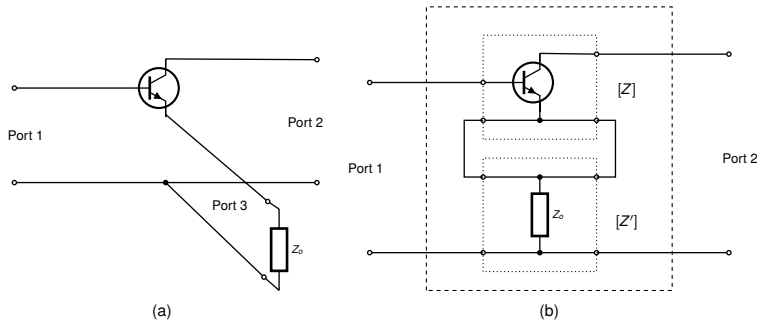 Port 1
Port 2
Port 3
Zₒ
(a)
[Z]
Port 1
Port 2
Zₒ
[Z′]
(b)